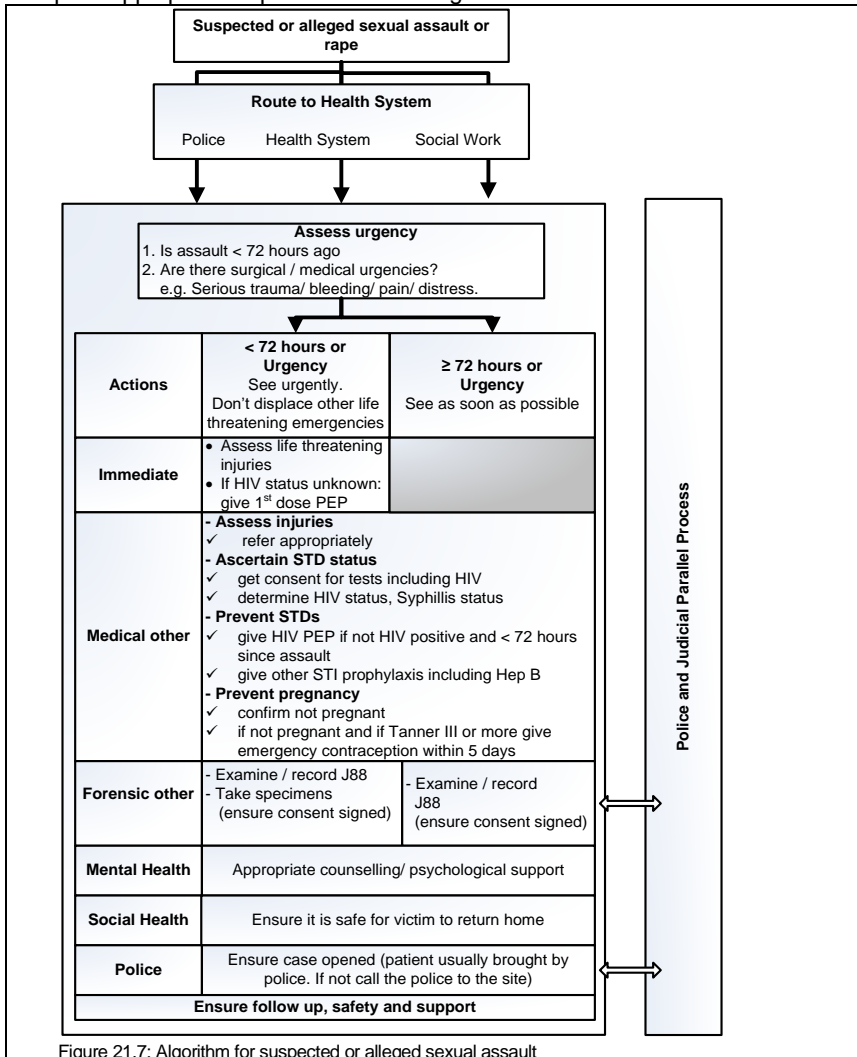 Suspected or alleged sexual assault or
rape
Route to Health System
Police Health System Social Work
Assess urgency
1. Is assault < 72 hours ago
2. Are there surgical / medical urgencies?
e.g. Serious trauma/ bleeding/ pain/ distress.
Actions
< 72 hours or
Urgency
See urgently.
Don't displace other life
threatening emergencies
≥ 72 hours or
Urgency
See as soon as possible
Immediate
• Assess life threatening
injuries
• If HIV status unknown:
give 1st dose PEP
Medical other
- Assess injuries
✓ refer appropriately
- Ascertain STD status
✓ get consent for tests including HIV
✓ determine HIV status, Syphillis status
- Prevent STDs
✓ give HIV PEP if not HIV positive and < 72 hours
since assault
✓ give other STI prophylaxis including Hep B
- Prevent pregnancy
✓ confirm not pregnant
✓ if not pregnant and if Tanner III or more give
emergency contraception within 5 days
Forensic other
- Examine / record J88
- Take specimens
(ensure consent signed)
- Examine / record
J88
(ensure consent signed)
Mental Health
Appropriate counselling/ psychological support
Social Health
Ensure it is safe for victim to return home
Police
Ensure case opened (patient usually brought by
police. If not call the police to the site)
Ensure follow up, safety and support
Police and Judicial Parallel Process
Figure 21.7: Algorithm for suspected or alleged sexual assault